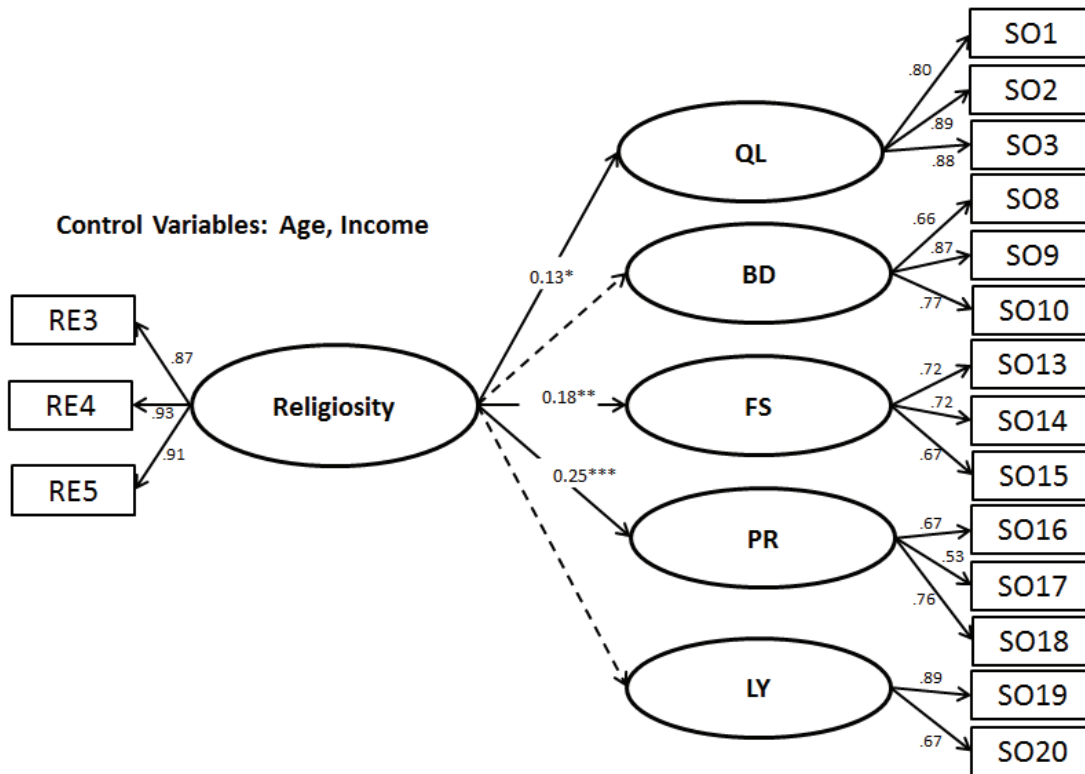 SO1
.80
SO2
.89
SO3
.88
QL
Control Variables: Age, Income
SO8
.66
SO9
.87
SO10
.77
BD
0.13*
RE3
.87
RE4
.93
RE5
.91
Religiosity
0.18**
FS
SO13
.72
SO14
.72
SO15
.67
0.25***
PR
SO16
.67
SO17
.53
SO18
.76
LY
SO19
.89
SO20
.67